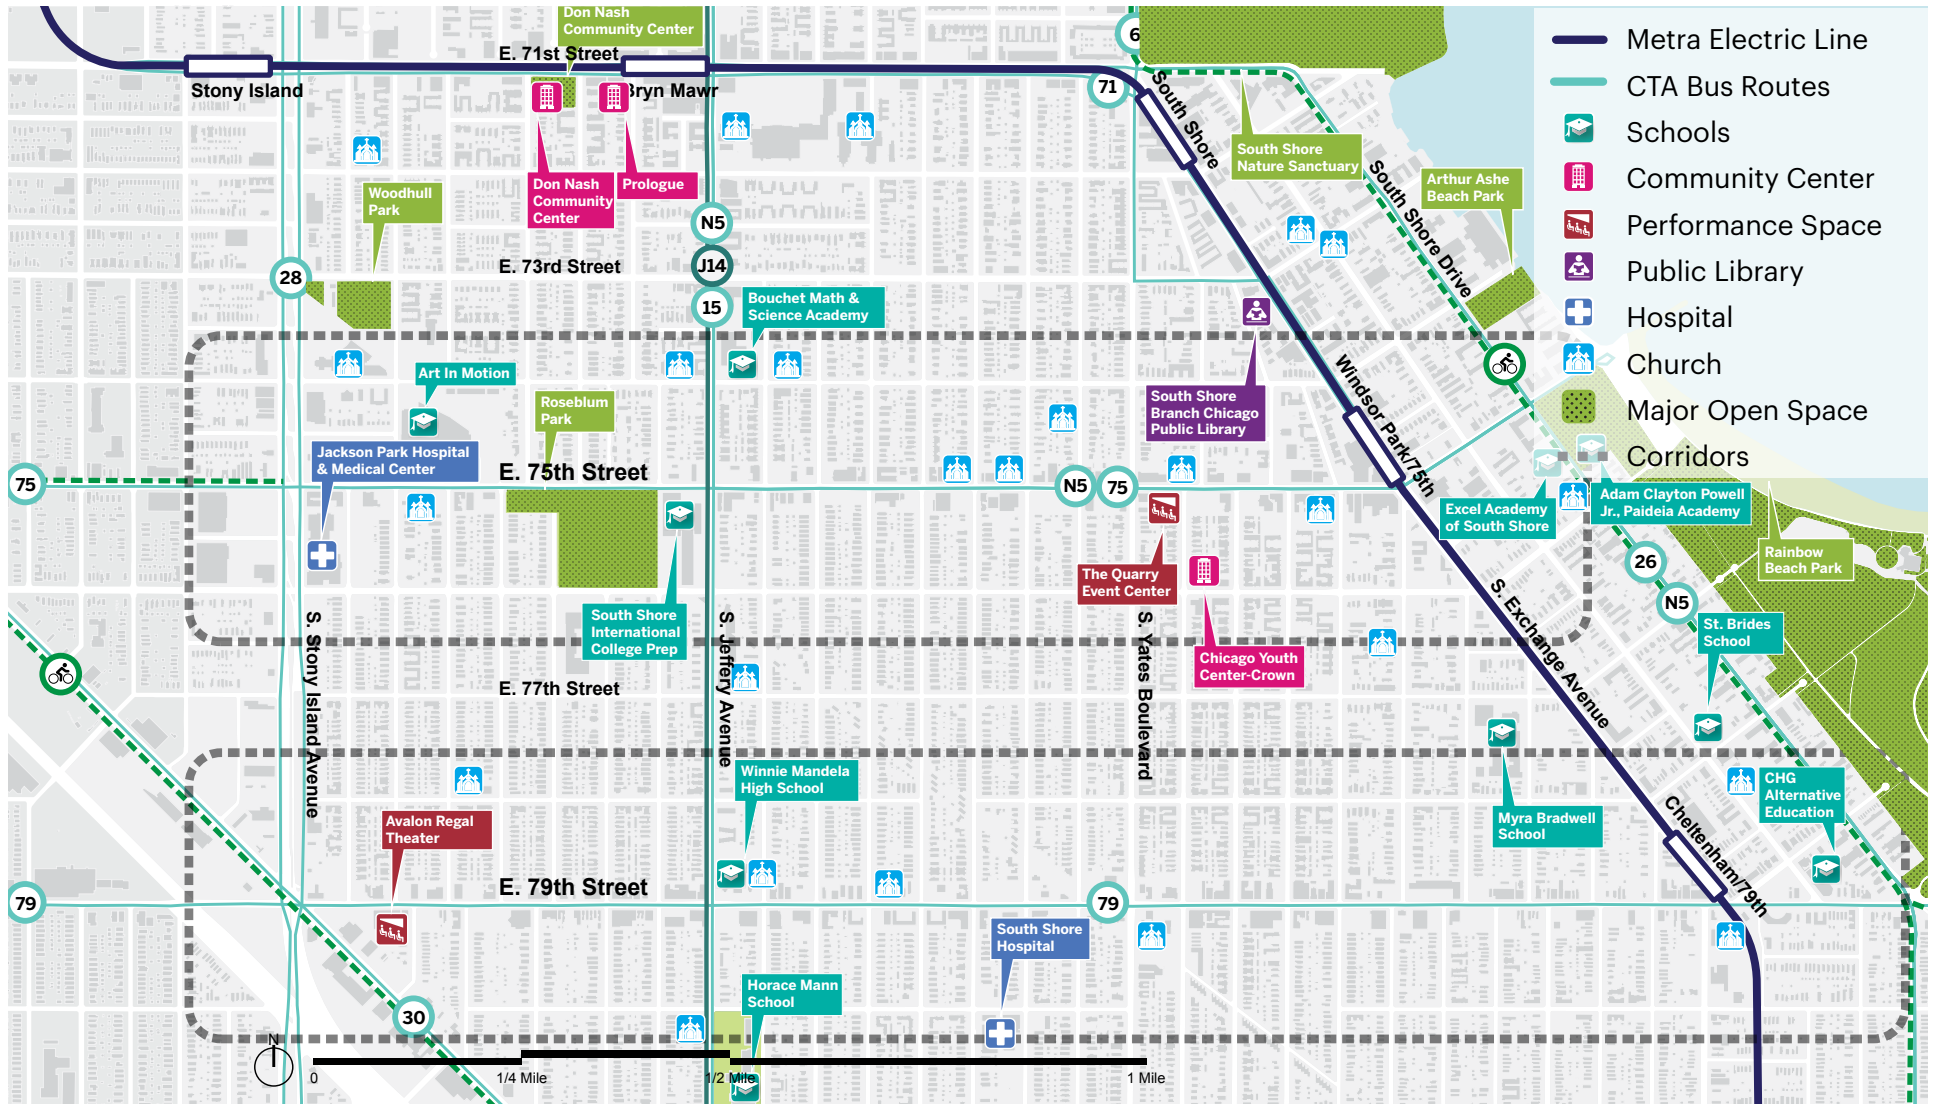 Don Nash
Community Center
E. 71st Street
Stony Island
Bryn Mawr
6
71
South Shore
South Shore
Nature Sanctuary
South Shore Drive
Arthur Ashe
Beach Park
Metra Electric Line
CTA Bus Routes
Schools
Community Center
Performance Space
Public Library
Hospital
Church
Major Open Space
Corridors
Woodhull
Park
Don Nash
Community
Center
Prologue
N5
J14
15
28
E. 73rd Street
Bouchet Math &
Science Academy
Art In Motion
Roseblum
Park
South Shore
Branch Chicago
Public Library
Windsor Park/75th
Jackson Park Hospital
& Medical Center
E. 75th Street
75
N5
75
Excel Academy
of South Shore
Adam Clayton Powell
Jr., Paideia Academy
Rainbow
Beach Park
26
N5
The Quarry
Event Center
South Shore
International
College Prep
St. Brides
School
Chicago Youth
Center-Crown
S. Stony Island Avenue
S. Jeffery Avenue
S. Yates Boulevard
S. Exchange Avenue
E. 77th Street
Winnie Mandela
High School
Avalon Regal
Theater
Myra Bradwell
School
CHG
Alternative
Education
Cheltenham/79th
E. 79th Street
79
79
South Shore
Hospital
Horace Mann
School
30
N
0
1/4 Mile
1/2 Mile
1 Mile